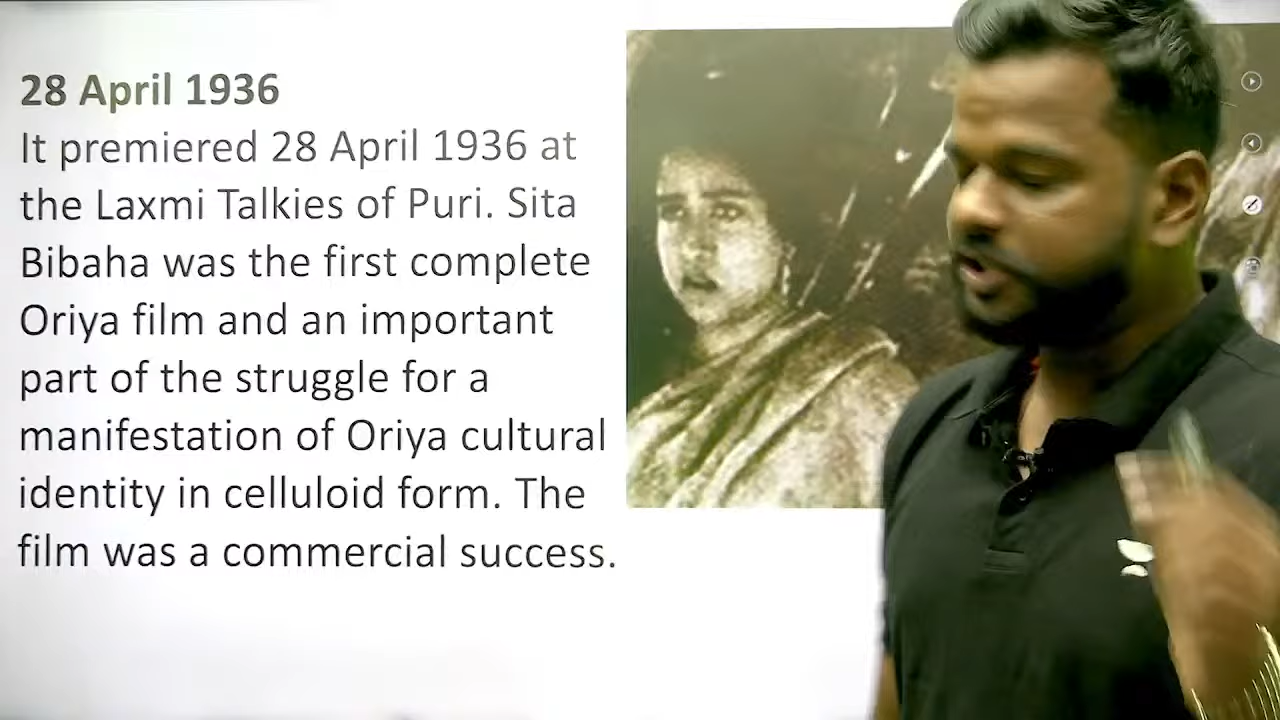 28 April 1936
It premiered 28 April 1936 at
the Laxmi Talkies of Puri. Sita
Bibaha was the first complete
Oriya film and an important
part of the struggle for a
manifestation of Oriya cultural
identity in celluloid form. The
film was a commercial success.